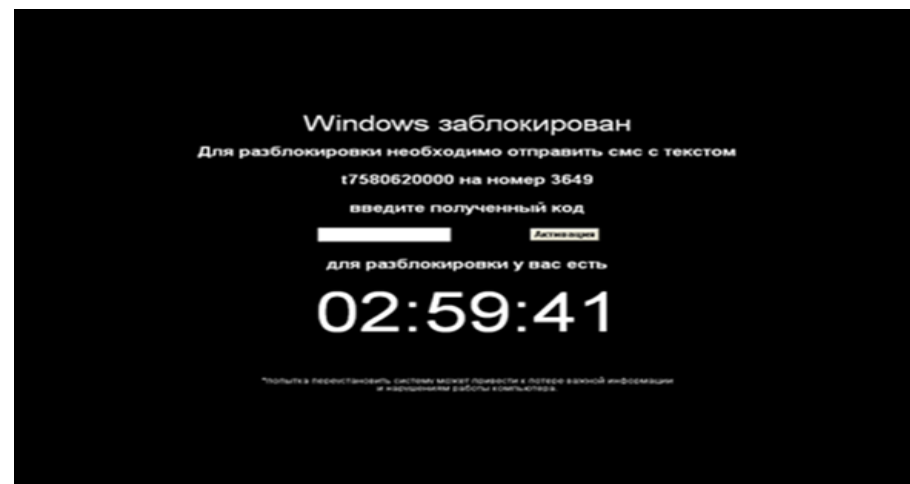 Windows заблокирован
Для разблокировки необходимо отправить смс с текстом
t7580620000 на номер 3649
введите полученный код
Активация
для разблокировки у вас есть
02:59:41
*попытка переустановить систему может привести к потере важной информации
и нарушениям работы компьютера.